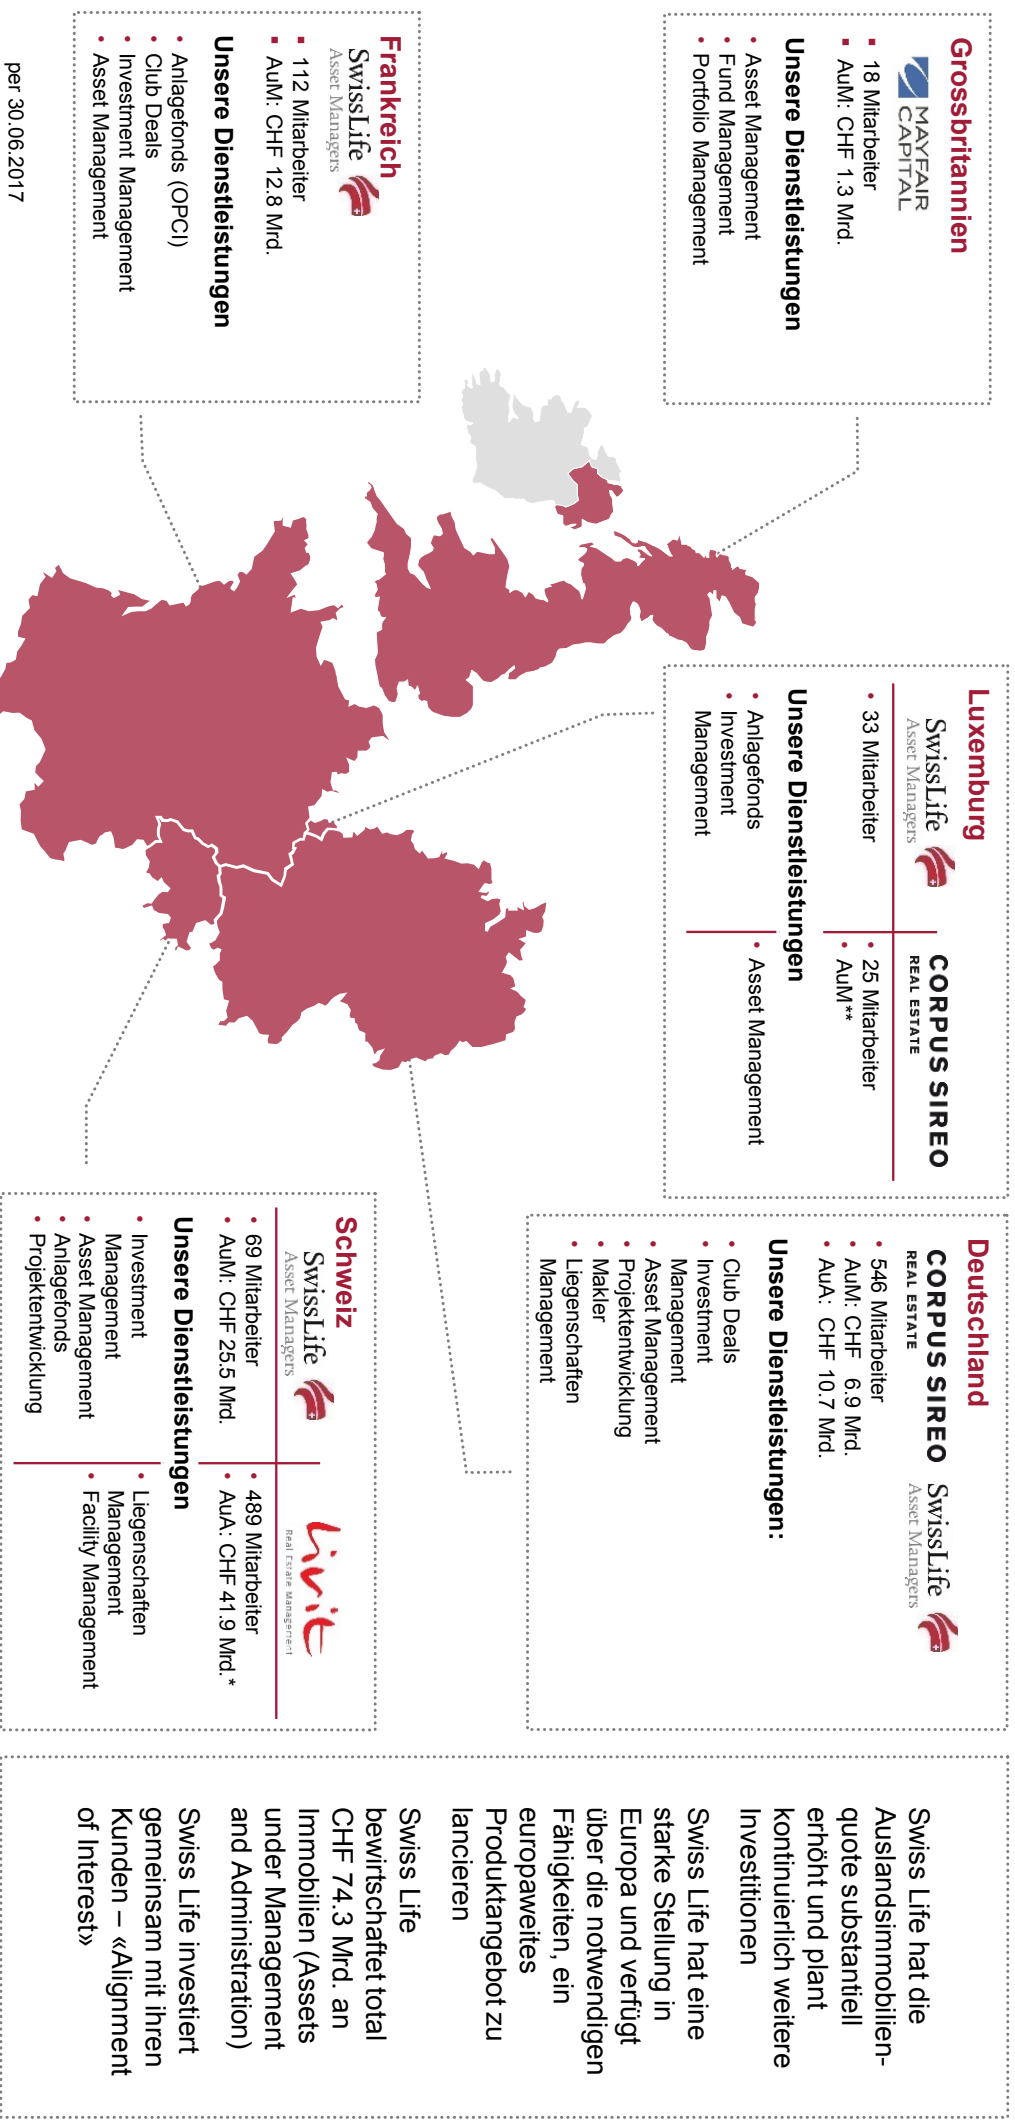 Grossbritannien
MAYFAIR
CAPITAL
▪ 18 Mitarbeiter
▪ AuM: CHF 1.3 Mrd.
Unsere Dienstleistungen
• Asset Management
• Fund Management
• Portfolio Management
Frankreich
SwissLife
Asset Managers
▪ 112 Mitarbeiter
▪ AuM: CHF 12.8 Mrd.
Unsere Dienstleistungen
• Anlagefonds (OPCI)
• Club Deals
• Investment Management
• Asset Management
per 30.06.2017
Luxemburg
SwissLife
Asset Managers
• 33 Mitarbeiter
CORPUS SIREO
REAL ESTATE
• 25 Mitarbeiter
• AuM**
Unsere Dienstleistungen
• Anlagefonds
• Investment
Management
• Asset Management
Deutschland
CORPUS SIREO
REAL ESTATE
SwissLife
Asset Managers
• 546 Mitarbeiter
• AuM: CHF 6.9 Mrd.
• AuA: CHF 10.7 Mrd.
Unsere Dienstleistungen:
• Club Deals
• Investment
Management
• Asset Management
• Projektentwicklung
• Makler
• Liegenschaften
Management
Schweiz
SwissLife
Asset Managers
• 69 Mitarbeiter
• AuM: CHF 25.5 Mrd.
Livit
Real Estate Management
• 489 Mitarbeiter
• AuA: CHF 41.9 Mrd.*
Unsere Dienstleistungen
• Investment
Management
• Asset Management
• Anlagefonds
• Projektentwicklung
• Liegenschaften
Management
• Facility Management
Swiss Life hat die
Auslandsimmobilien-
quote substantiell
erhöht und plant
kontinuierlich weitere
Investitionen
Swiss Life hat eine
starke Stellung in
Europa und verfügt
über die notwendigen
Fähigkeiten, ein
europaweites
Produktangebot zu
lancieren
Swiss Life
bewirtschaftet total
CHF 74.3 Mrd. an
Immobilien (Assets
under Management
and Administration)
Swiss Life investiert
gemeinsam mit ihren
Kunden – «Alignment
of Interest»